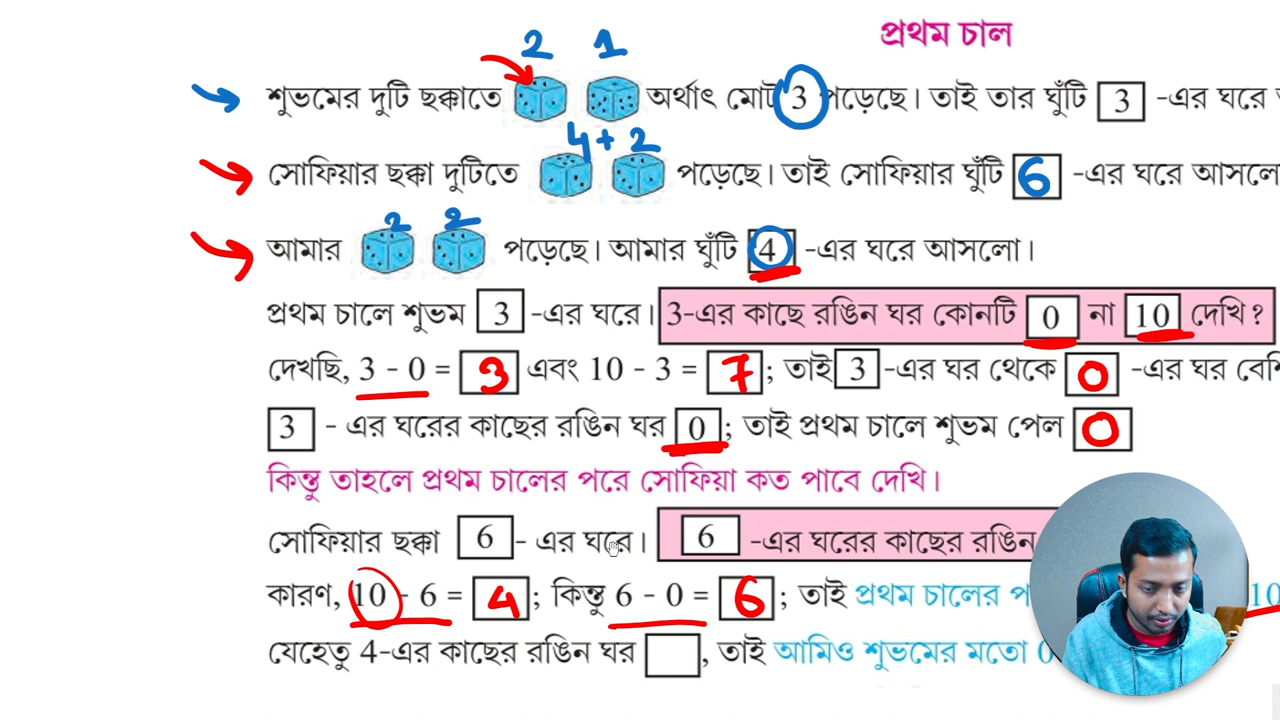 প্রথম চাল
2 1
শুভমের দুটি ছক্কাতে অর্থাৎ মোট 3 পড়েছে। তাই তার ঘুঁটি 3 -এর ঘরে
4 + 2
সোফিয়ার ছক্কা দুটিতে পড়েছে। তাই সোফিয়ার ঘুঁটি 6 -এর ঘরে আসলো
2 2
আমার পড়েছে। আমার ঘুঁটি 4 -এর ঘরে আসলো।
প্রথম চালে শুভম 3 -এর ঘরে। 3-এর কাছে রঙিন ঘর কোনটি 0 না 10 দেখি?
দেখছি, 3 - 0 = 3 এবং 10 - 3 = 7 ; তাই 3 -এর ঘর থেকে 0 -এর ঘর
3 - এর ঘরের কাছের রঙিন ঘর 0 ; তাই প্রথম চালে শুভম পেল 0
কিন্তু তাহলে প্রথম চালের পরে সোফিয়া কত পাবে দেখি।
সোফিয়ার ছক্কা 6 - এর ঘরে। 6 -এর ঘরের কাছের রঙিন
কারণ, 10 - 6 = 4 ; কিন্তু 6 - 0 = 6 ; তাই প্রথম চালের 10
যেহেতু 4-এর কাছের রঙিন ঘর , তাই আমিও শুভমের মতো 0